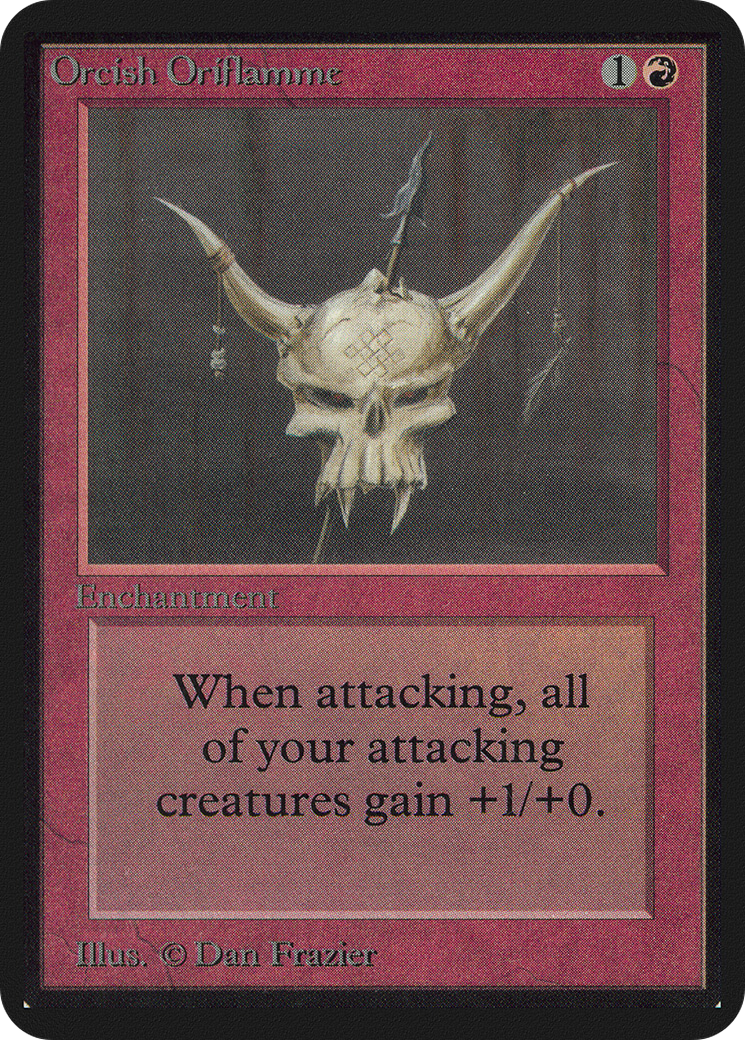 Orcish Oriflamme 1
Enchantment
When attacking, all
of your attacking
creatures gain +1/+0.
Illus. © Dan Frazier